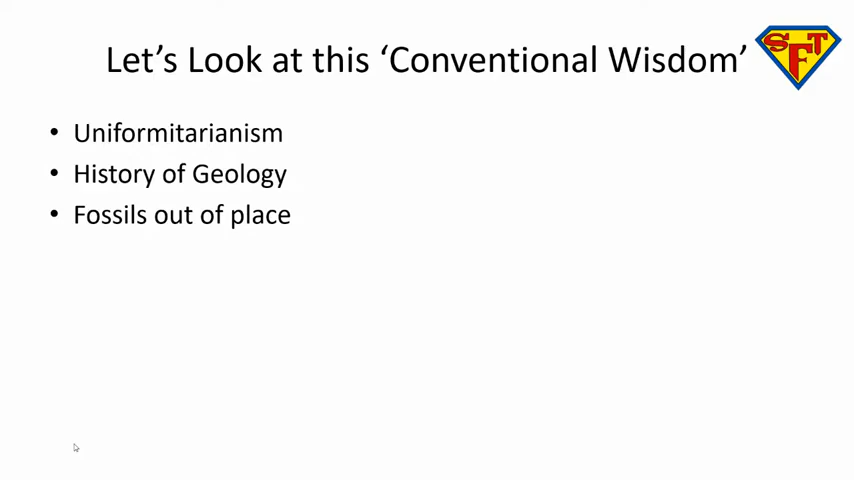 Let's Look at this 'Conventional Wisdom'
SFT
• Uniformitarianism
• History of Geology
• Fossils out of place